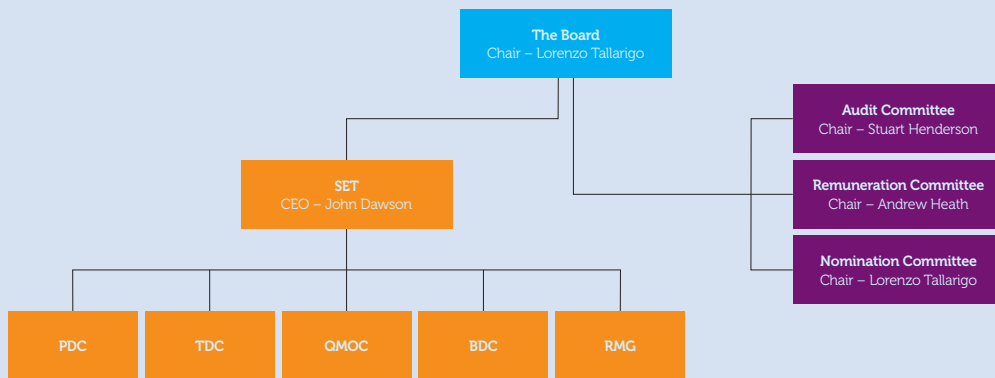 The Board
Chair – Lorenzo Tallarigo
Audit Committee
Chair – Stuart Henderson
SET
CEO – John Dawson
Remuneration Committee
Chair – Andrew Heath
Nomination Committee
Chair – Lorenzo Tallarigo
PDC
TDC
QMOC
BDC
RMG